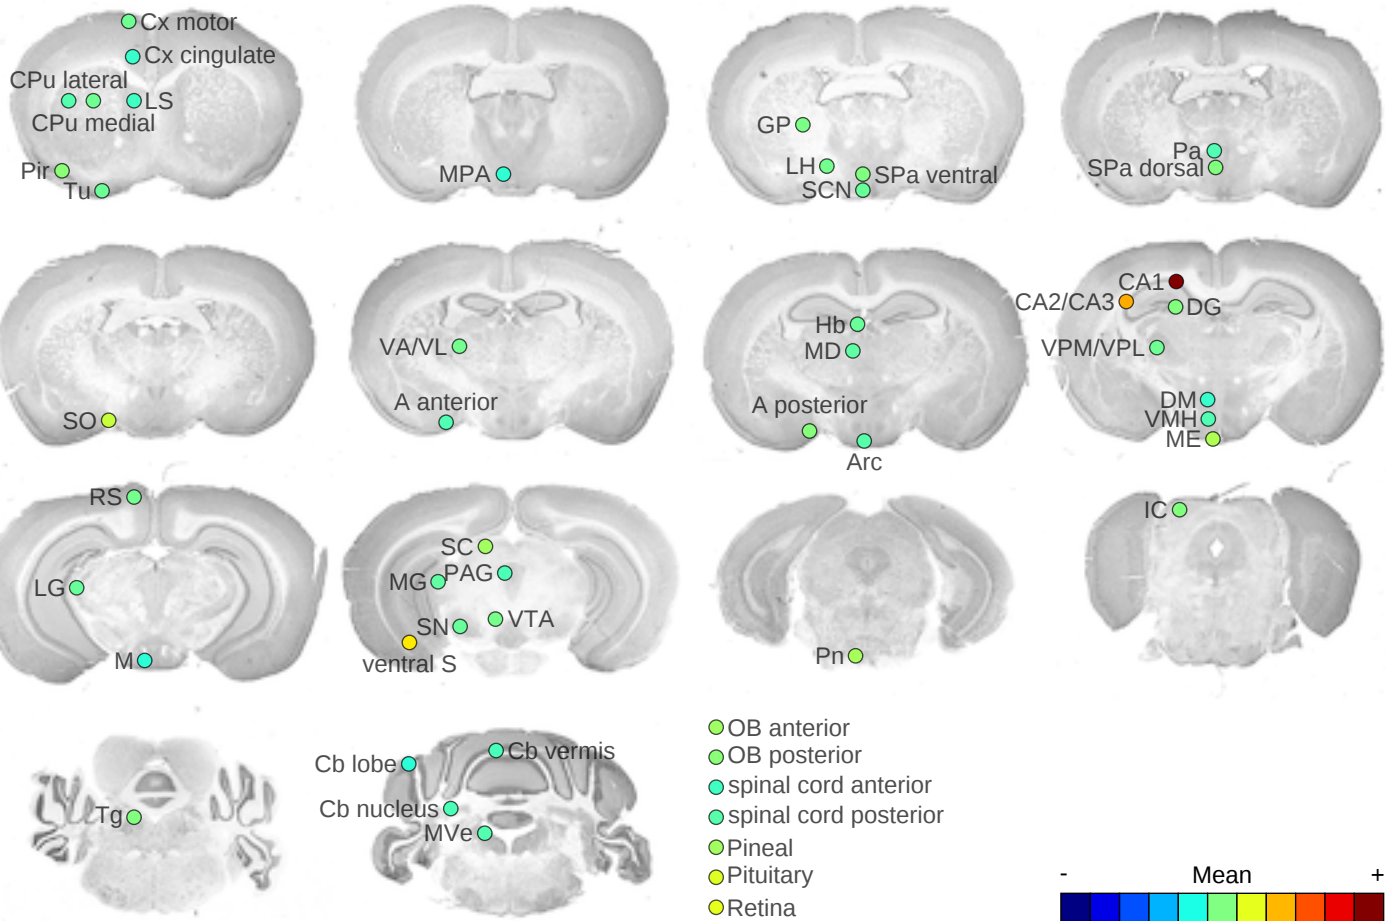 Cx motor
Cx cingulate
CPu lateral
LS
CPu medial
Pir
Tu
MPA
GP
LH
SPa ventral
SCN
Pa
SPa dorsal
SO
VA/VL
A anterior
Hb
MD
A posterior
Arc
CA1
CA2/CA3
DG
VPM/VPL
DM
VMH
ME
RS
LG
M
SC
MG
PAG
SN
VTA
ventral S
Pn
IC
Tg
Cb lobe
Cb vermis
Cb nucleus
MVe
OB anterior
OB posterior
spinal cord anterior
spinal cord posterior
Pineal
Pituitary
Retina
- Mean +